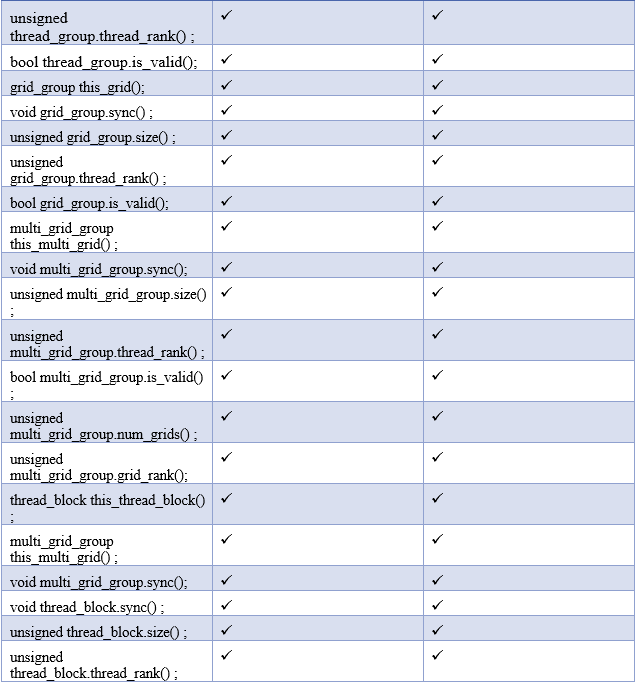 unsigned ✓ ✓
thread_group.thread_rank() ;
bool thread_group.is_valid(); ✓ ✓
grid_group this_grid(); ✓ ✓
void grid_group.sync() ; ✓ ✓
unsigned grid_group.size() ; ✓ ✓
unsigned ✓ ✓
grid_group.thread_rank() ;
bool grid_group.is_valid(); ✓ ✓
multi_grid_group ✓ ✓
this_multi_grid() ;
void multi_grid_group.sync(); ✓ ✓
unsigned multi_grid_group.size() ✓ ✓
;
unsigned ✓ ✓
multi_grid_group.thread_rank() ;
bool multi_grid_group.is_valid() ✓ ✓
;
unsigned ✓ ✓
multi_grid_group.num_grids() ;
unsigned ✓ ✓
multi_grid_group.grid_rank();
thread_block this_thread_block() ✓ ✓
;
multi_grid_group ✓ ✓
this_multi_grid() ;
void multi_grid_group.sync(); ✓ ✓
void thread_block.sync() ; ✓ ✓
unsigned thread_block.size() ; ✓ ✓
unsigned ✓ ✓
thread_block.thread_rank() ;